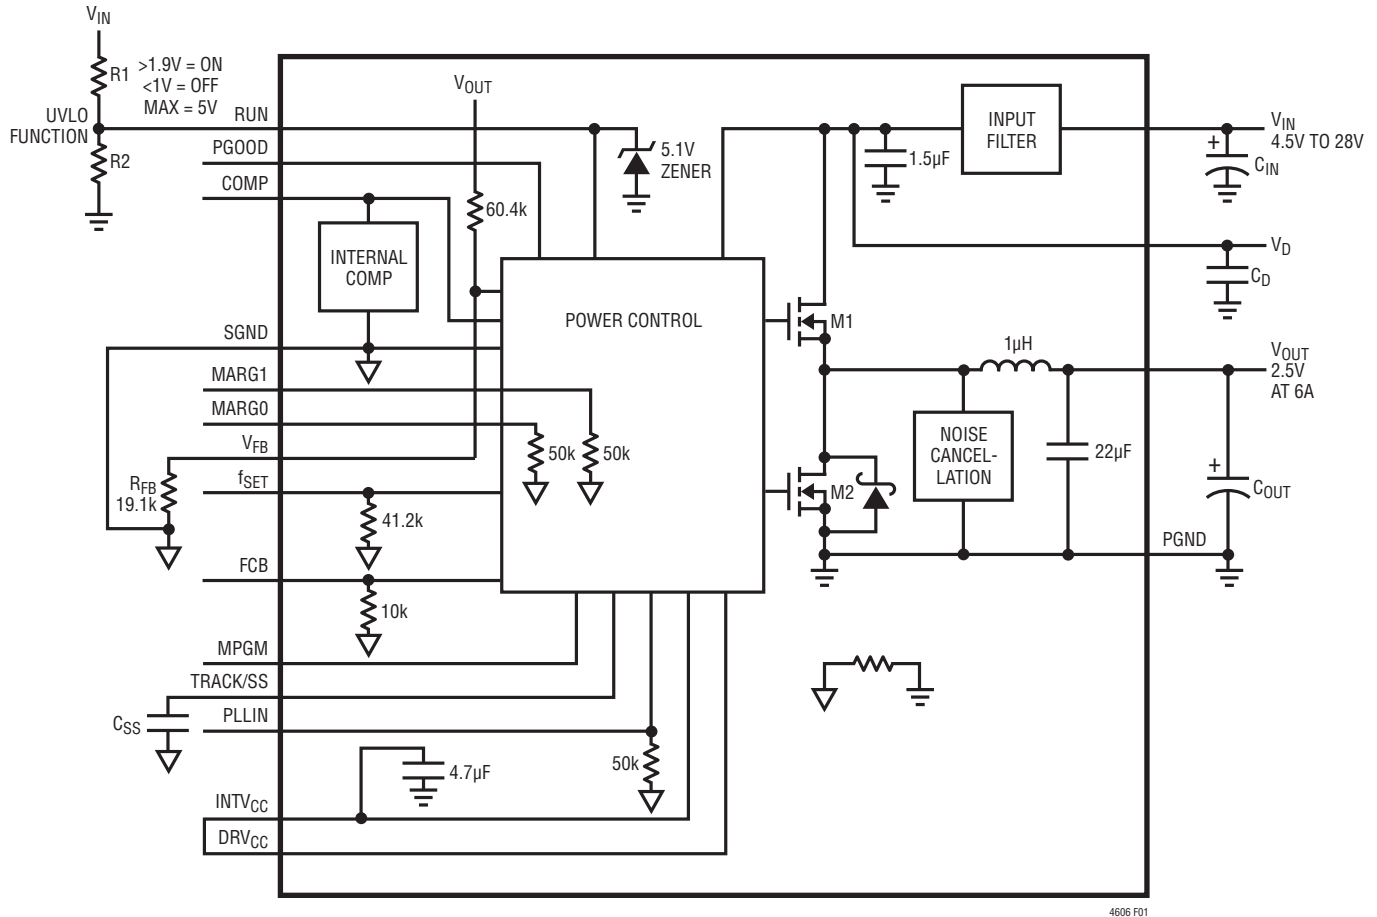 VIN
R1
>1.9V = ON
<1V = OFF
MAX = 5V
UVLO
FUNCTION
R2
RUN
PGOOD
COMP
VOUT
60.4k
5.1V
ZENER
1.5µF
INPUT
FILTER
VIN
4.5V TO 28V
+
CIN
VD
CD
INTERNAL
COMP
POWER CONTROL
M1
SGND
MARG1
MARG0
VFB
fSET
RFB
19.1k
50k
50k
41.2k
FCB
10k
M2
1µH
NOISE
CANCEL-
LATION
22µF
VOUT
2.5V
AT 6A
+
COUT
PGND
MPGM
TRACK/SS
CSS
PLLIN
50k
4.7µF
INTVCC
DRVCC
4606 F01